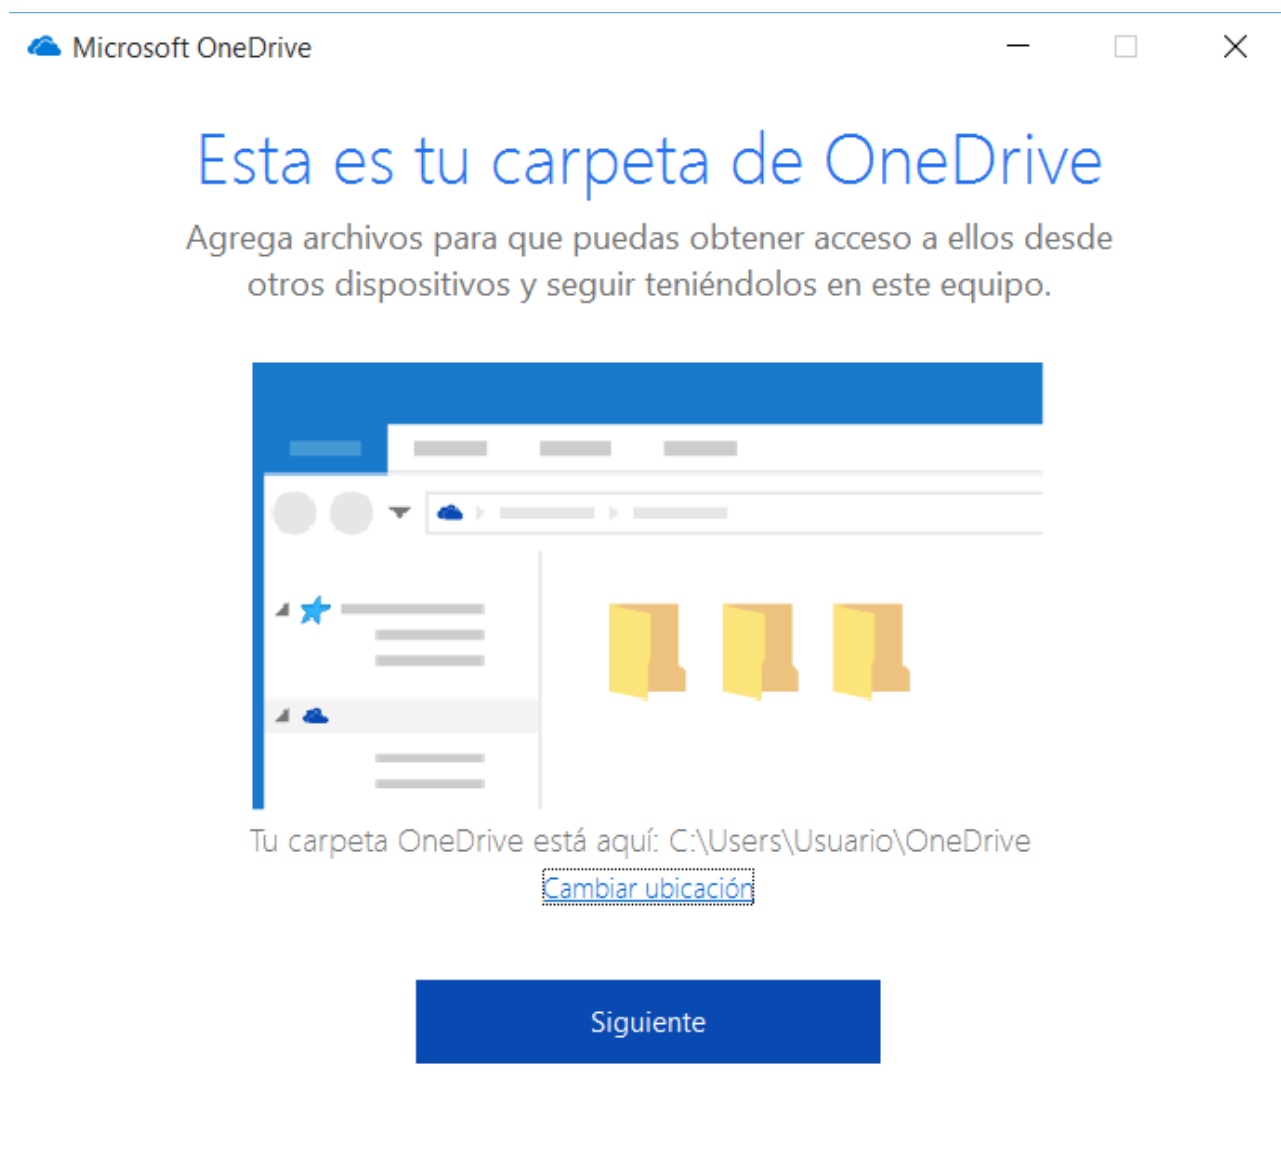 Microsoft OneDrive
Esta es tu carpeta de OneDrive
Agrega archivos para que puedas obtener acceso a ellos desde
otros dispositivos y seguir teniéndolos en este equipo.
Tu carpeta OneDrive está aquí: C:\Users\Usuario\OneDrive
Cambiar ubicación
Siguiente